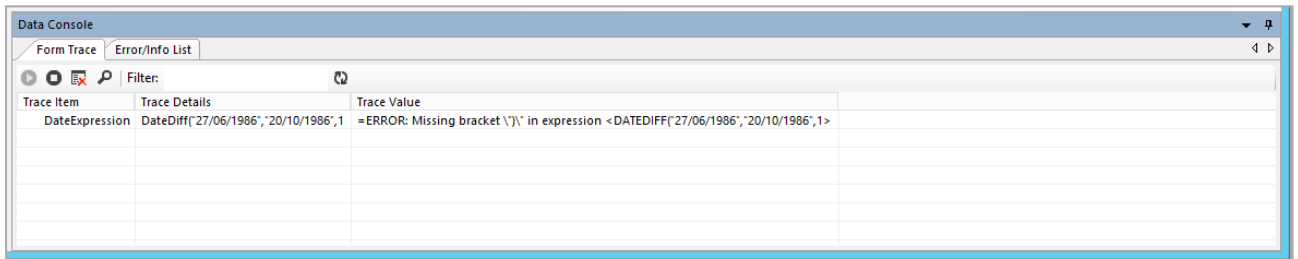 Data Console
Form Trace Error/Info List
Filter:
Trace Item Trace Details Trace Value
DateExpression DateDiff("27/06/1986","20/10/1986",1 =ERROR: Missing bracket \")\" in expression <DATEDIFF("27/06/1986","20/10/1986",1>